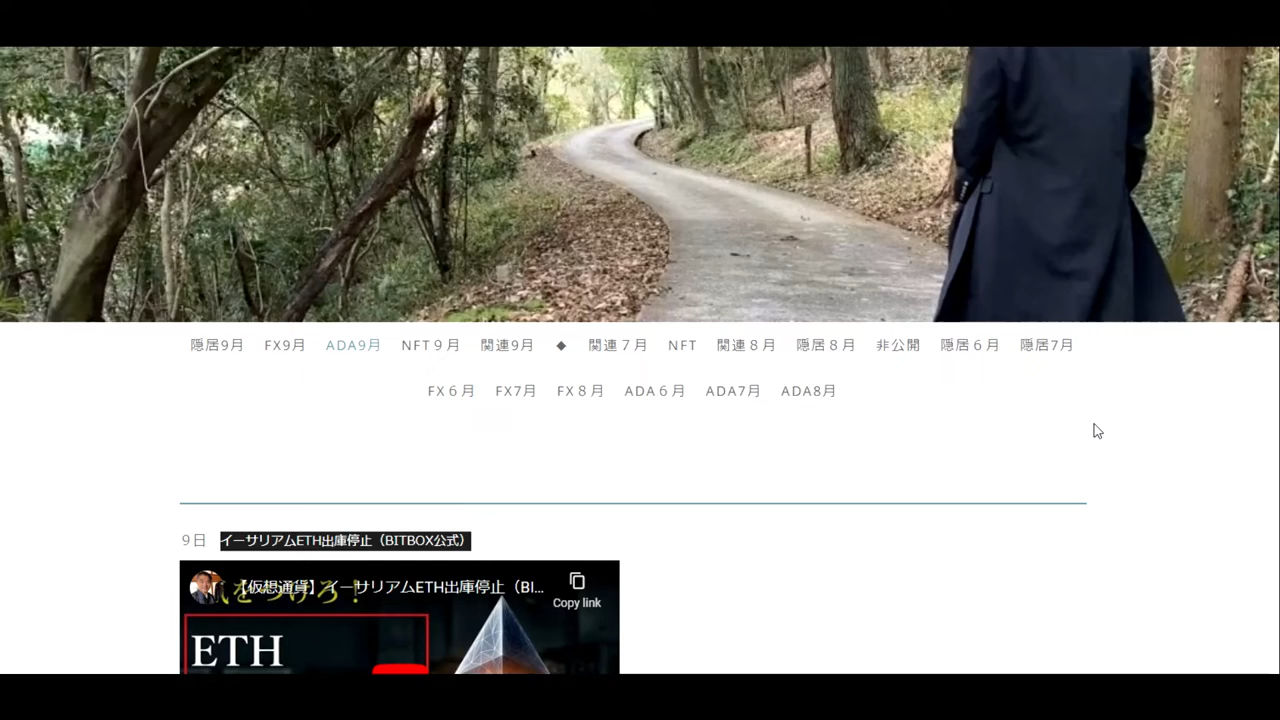 隠居9月 FX9月 ADA9月 NFT９月 関連9月 ◆ 関連７月 NFT 関連８月 隠居８月 非公開 隠居６月 隠居7月
FX６月 FX7月 FX８月 ADA６月 ADA7月 ADA8月
9日 イーサリアムETH出庫停止（BITBOX公式）
【仮想通貨】イーサリアムETH出庫停止（BI...
をつけろ！
Copy link
ETH